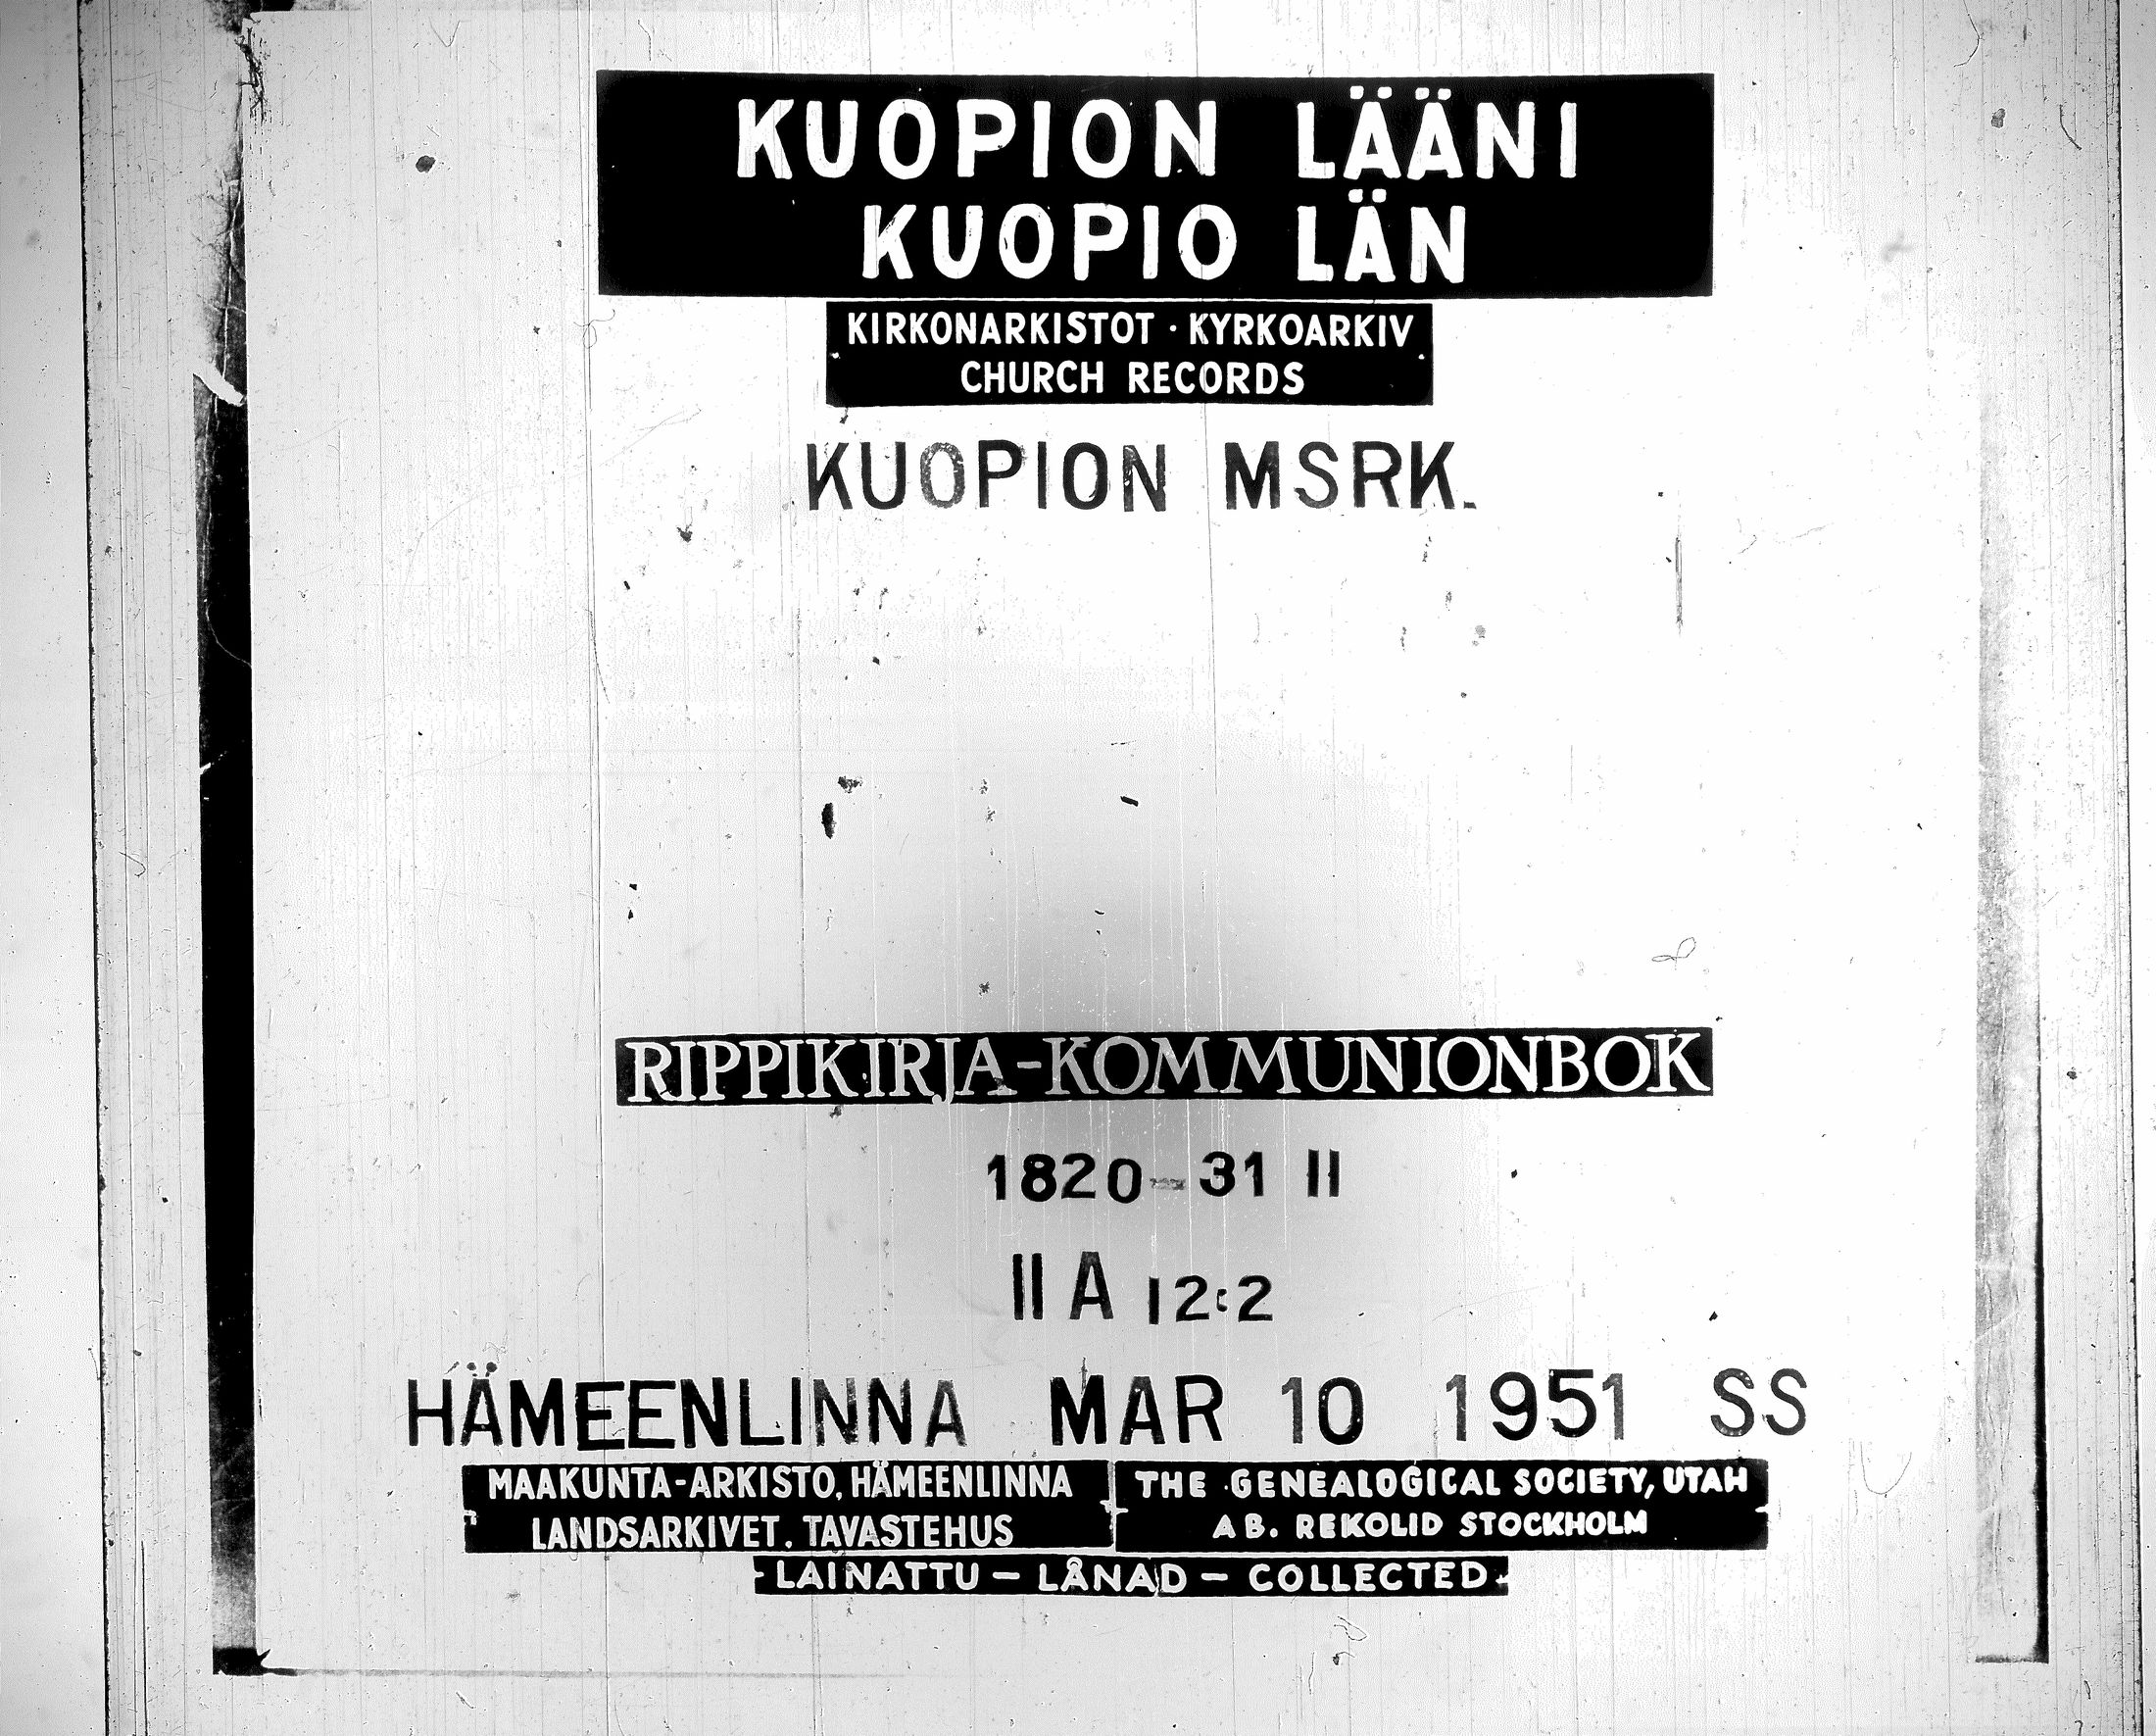 KUOPION LÄÄNI
KUOPIO LÄN
KIRKONARKISTOT · KYRKOARKIV
CHURCH RECORDS
KUOPION MSRK.
RIPPIKIRJA-KOMMUNIONBOK
1820-31 II
II A 12:2
HÄMEENLINNA MAR 10 1951 SS
MAAKUNTA-ARKISTO, HÄMEENLINNA
LANDSARKIVET. TAVASTEHUS
THE GENEALOGICAL SOCIETY, UTAH
AB. REKOLID STOCKHOLM
LAINATTU - LÅNAD - COLLECTED